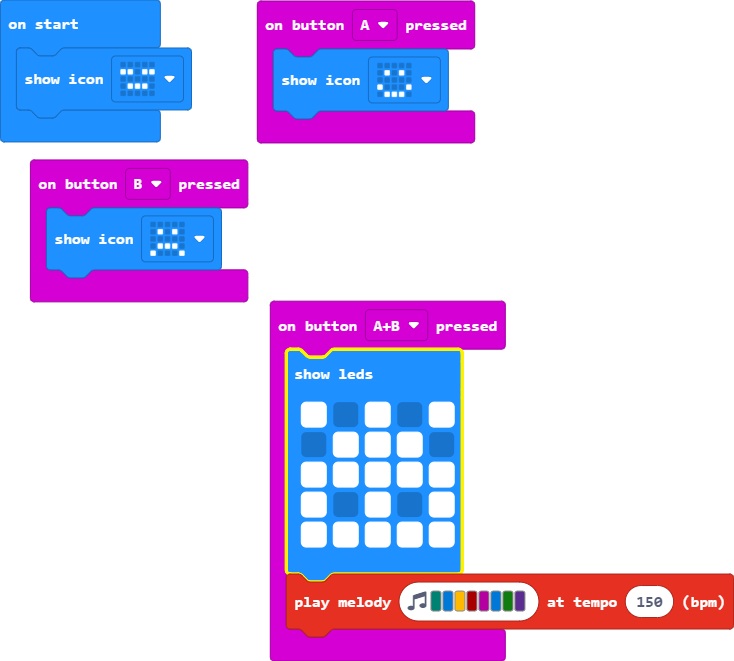 on start
show icon
on button A pressed
show icon
on button B pressed
show icon
on button A+B pressed
show leds
play melody at tempo 150 (bpm)